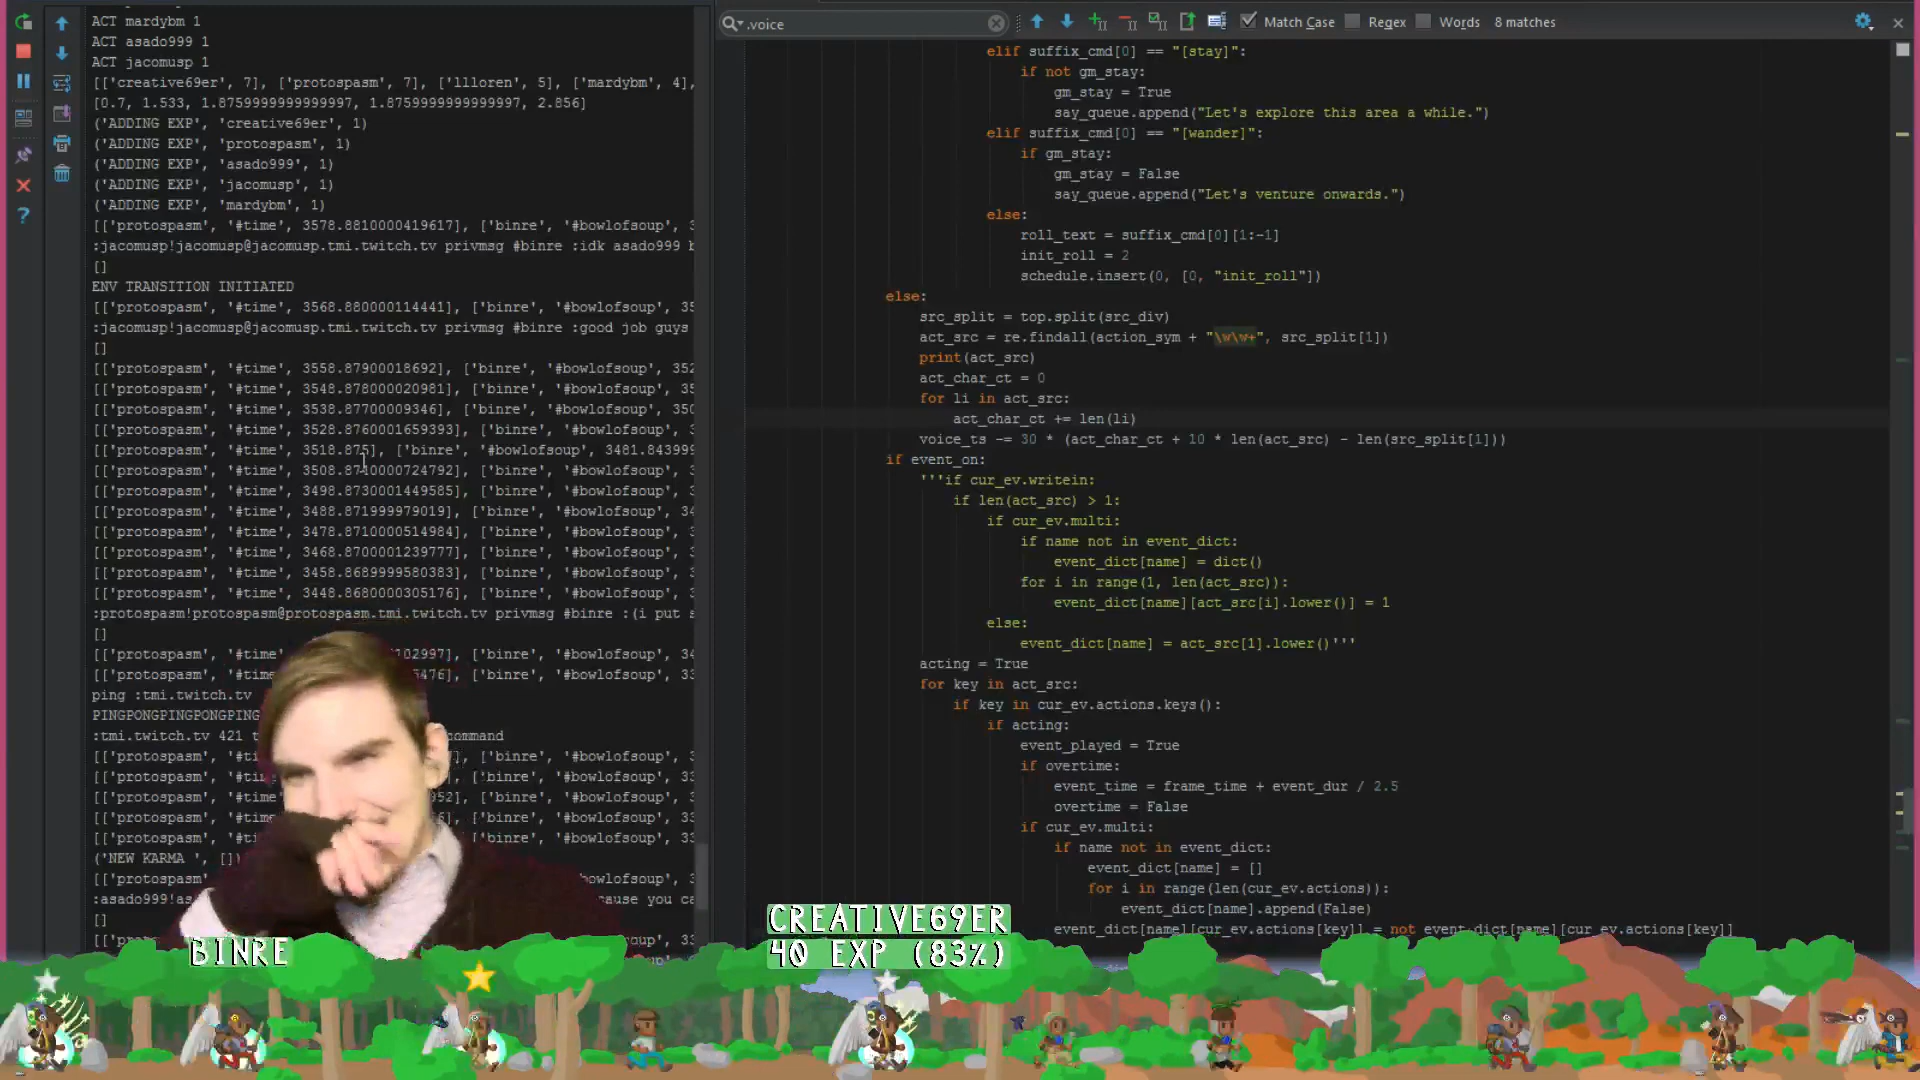 ACT mardybm 1
ACT asado999 1
ACT jacomusp 1
[['creative69er', 7], ['protospasm', 7], ['llloren', 5], ['mardybm', 4],
[0.7, 1.533, 1.8759999999999997, 1.8759999999999997, 2.856]
('ADDING EXP', 'creative69er', 1)
('ADDING EXP', 'protospasm', 1)
('ADDING EXP', 'asado999', 1)
('ADDING EXP', 'jacomusp', 1)
('ADDING EXP', 'mardybm', 1)
[['protospasm', '#time', 3578.88100000419617], ['binre', '#bowlofsoup', 3
:jacomusp!jacomusp@jacomusp.tmi.twitch.tv privmsg #binre :idk asado999 b
[]
ENV TRANSITION INITIATED
[['protospasm', '#time', 3568.880000114441], ['binre', '#bowlofsoup', 35
:jacomusp!jacomusp@jacomusp.tmi.twitch.tv privmsg #binre :good job guys
[]
[['protospasm', '#time', 3558.87900018692], ['binre', '#bowlofsoup', 352
[['protospasm', '#time', 3548.878000020981], ['binre', '#bowlofsoup', 35
[['protospasm', '#time', 3538.87700009346], ['binre', '#bowlofsoup', 350
[['protospasm', '#time', 3528.8760001659393], ['binre', '#bowlofsoup', 3
[['protospasm', '#time', 3518.875], ['binre', '#bowlofsoup', 3481.843999
[['protospasm', '#time', 3508.8740000724792], ['binre', '#bowlofsoup', 3
[['protospasm', '#time', 3498.8730001449585], ['binre', '#bowlofsoup', 3
[['protospasm', '#time', 3488.871999979019], ['binre', '#bowlofsoup', 34
[['protospasm', '#time', 3478.8710000514984], ['binre', '#bowlofsoup', 3
[['protospasm', '#time', 3468.8700001239777], ['binre', '#bowlofsoup', 3
[['protospasm', '#time', 3458.8689999580383], ['binre', '#bowlofsoup', 3
[['protospasm', '#time', 3448.8680000305176], ['binre', '#bowlofsoup', 3
:protospasm!protospasm@protospasm.tmi.twitch.tv privmsg #binre :(i put
[]
[['protospasm', '#time' 102997], ['binre', '#bowlofsoup', 34
[['protospasm', '#tim 5476], ['binre', '#bowlofsoup', 33
ping :tmi.twitch.tv
PINGPONGPINGPONGPING
:tmi.twitch.tv 421 command
[['protospasm', '#t ], ['binre', '#bowlofsoup', 33
[['protospasm', '#ti ], ['binre', '#bowlofsoup', 33
[['protospasm', '#tim 952], ['binre', '#bowlofsoup', 33
[['protospasm', '#ti ], ['binre', '#bowlofsoup', 33
[['protospasm', '# ['binre', '#bowlofsoup', 33
('NEW KARMA ', [])
[['protospasm bowlofsoup', 33
:asado999!as cause you ca
[]
[['proto 33
.voice
Match Case Regex Words 8 matches
elif suffix_cmd[0] == "[stay]":
if not gm_stay:
gm_stay = True
say_queue.append("Let's explore this area a while.")
elif suffix_cmd[0] == "[wander]":
if gm_stay:
gm_stay = False
say_queue.append("Let's venture onwards.")
else:
roll_text = suffix_cmd[0][1:-1]
init_roll = 2
schedule.insert(0, [0, "init_roll"])
else:
src_split = top.split(src_div)
act_src = re.findall(action_sym + "\w\w+", src_split[1])
print(act_src)
act_char_ct = 0
for li in act_src:
act_char_ct += len(li)
voice_ts -= 30 * (act_char_ct + 10 * len(act_src) - len(src_split[1]))
if event_on:
'''if cur_ev.writein:
if len(act_src) > 1:
if cur_ev.multi:
if name not in event_dict:
event_dict[name] = dict()
for i in range(1, len(act_src)):
event_dict[name][act_src[i].lower()] = 1
else:
event_dict[name] = act_src[1].lower()'''
acting = True
for key in act_src:
if key in cur_ev.actions.keys():
if acting:
event_played = True
if overtime:
event_time = frame_time + event_dur / 2.5
overtime = False
if cur_ev.multi:
if name not in event_dict:
event_dict[name] = []
for i in range(len(cur_ev.actions)):
event_dict[name].append(False)
event_dict[name][cur_ev.actions[key]] = not event_dict[name][cur_ev.actions[key]]
BINRE
CREATIVE69ER
40 EXP (83%)